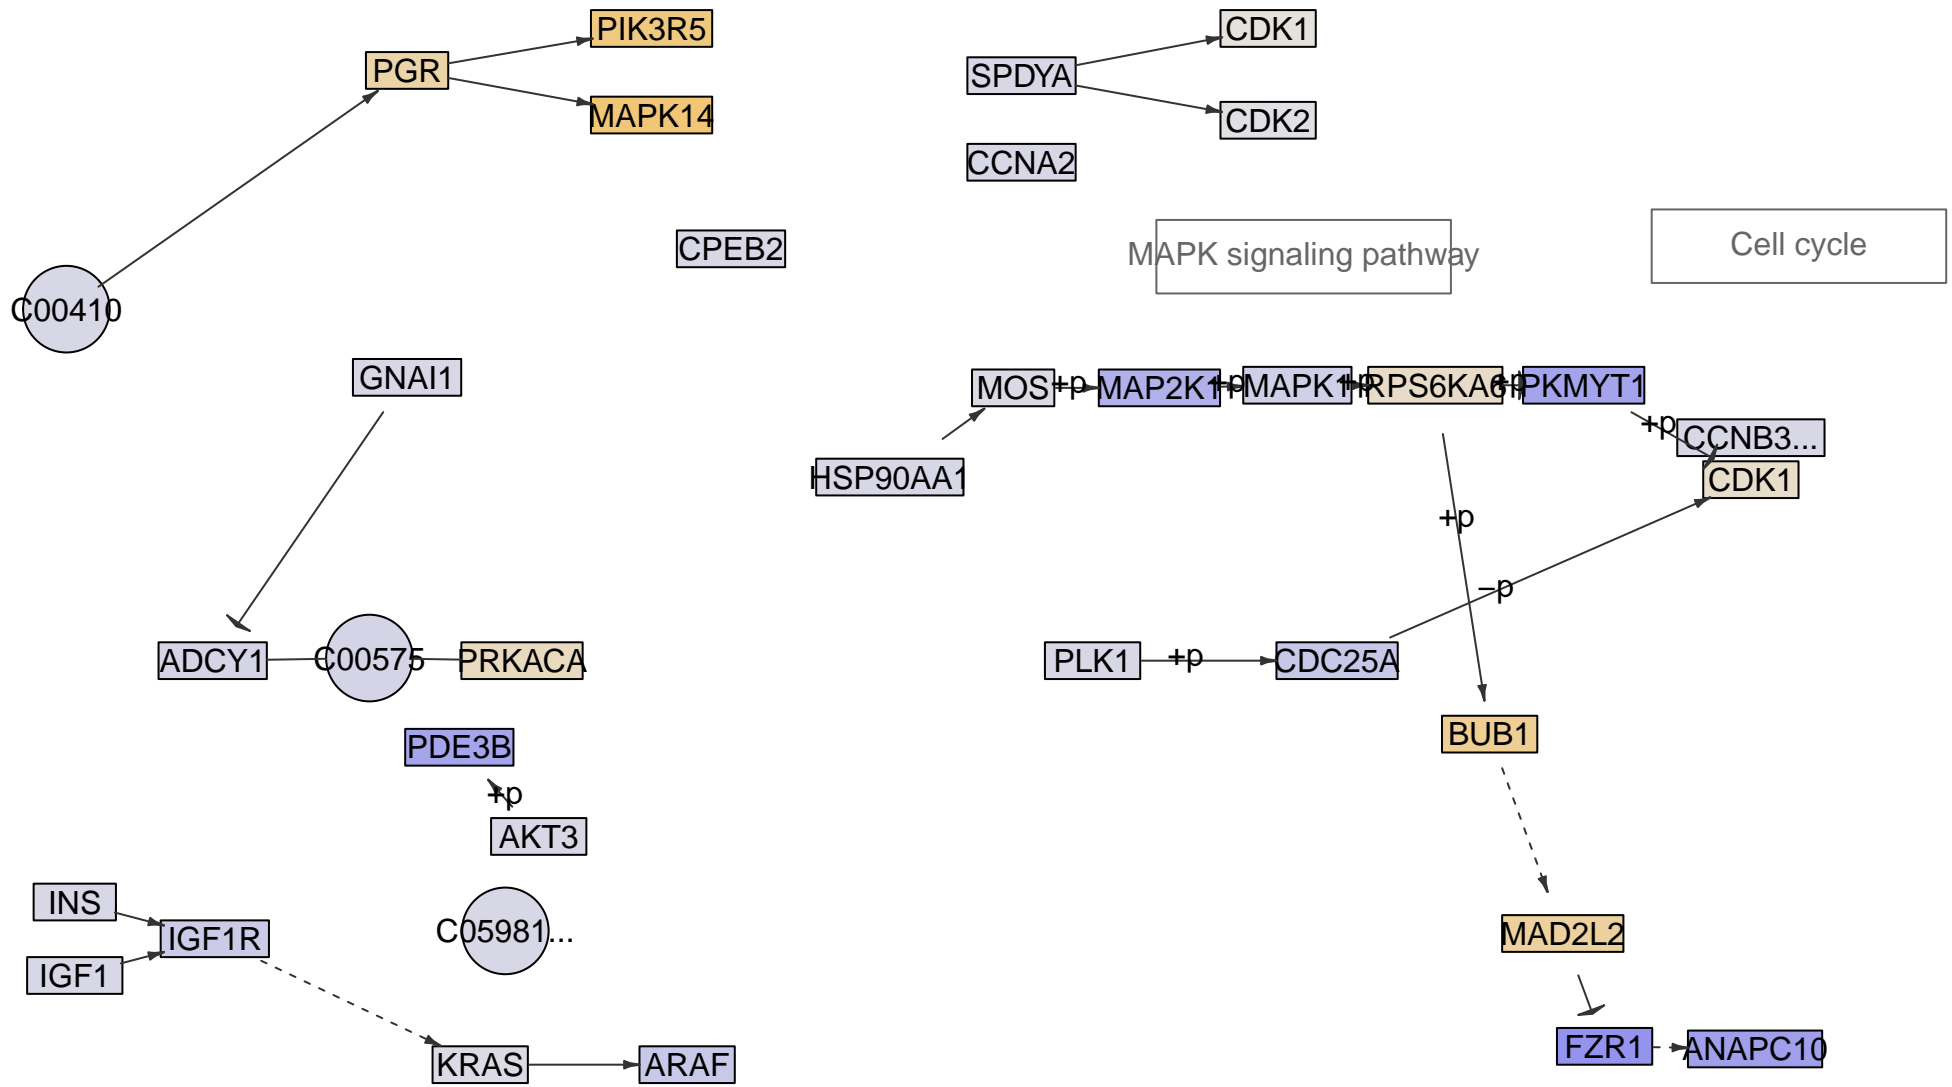 PIK3R5
CDK1
PGR
SPDYA
MAPK14
CDK2
CCNA2
CPEB2
MAPK signaling pathway
Cell cycle
C00410
GNAI1
MOS
+p
MAP2K1
+p
MAPK1
+p
RPS6KA6
+p
PKMYT1
+p
CCNB3...
HSP90AA1
CDK1
+p
−p
ADCY1
C00575
PRKACA
PLK1
+p
CDC25A
BUB1
PDE3B
+p
AKT3
INS
IGF1R
C05981...
MAD2L2
IGF1
KRAS
ARAF
FZR1
ANAPC10